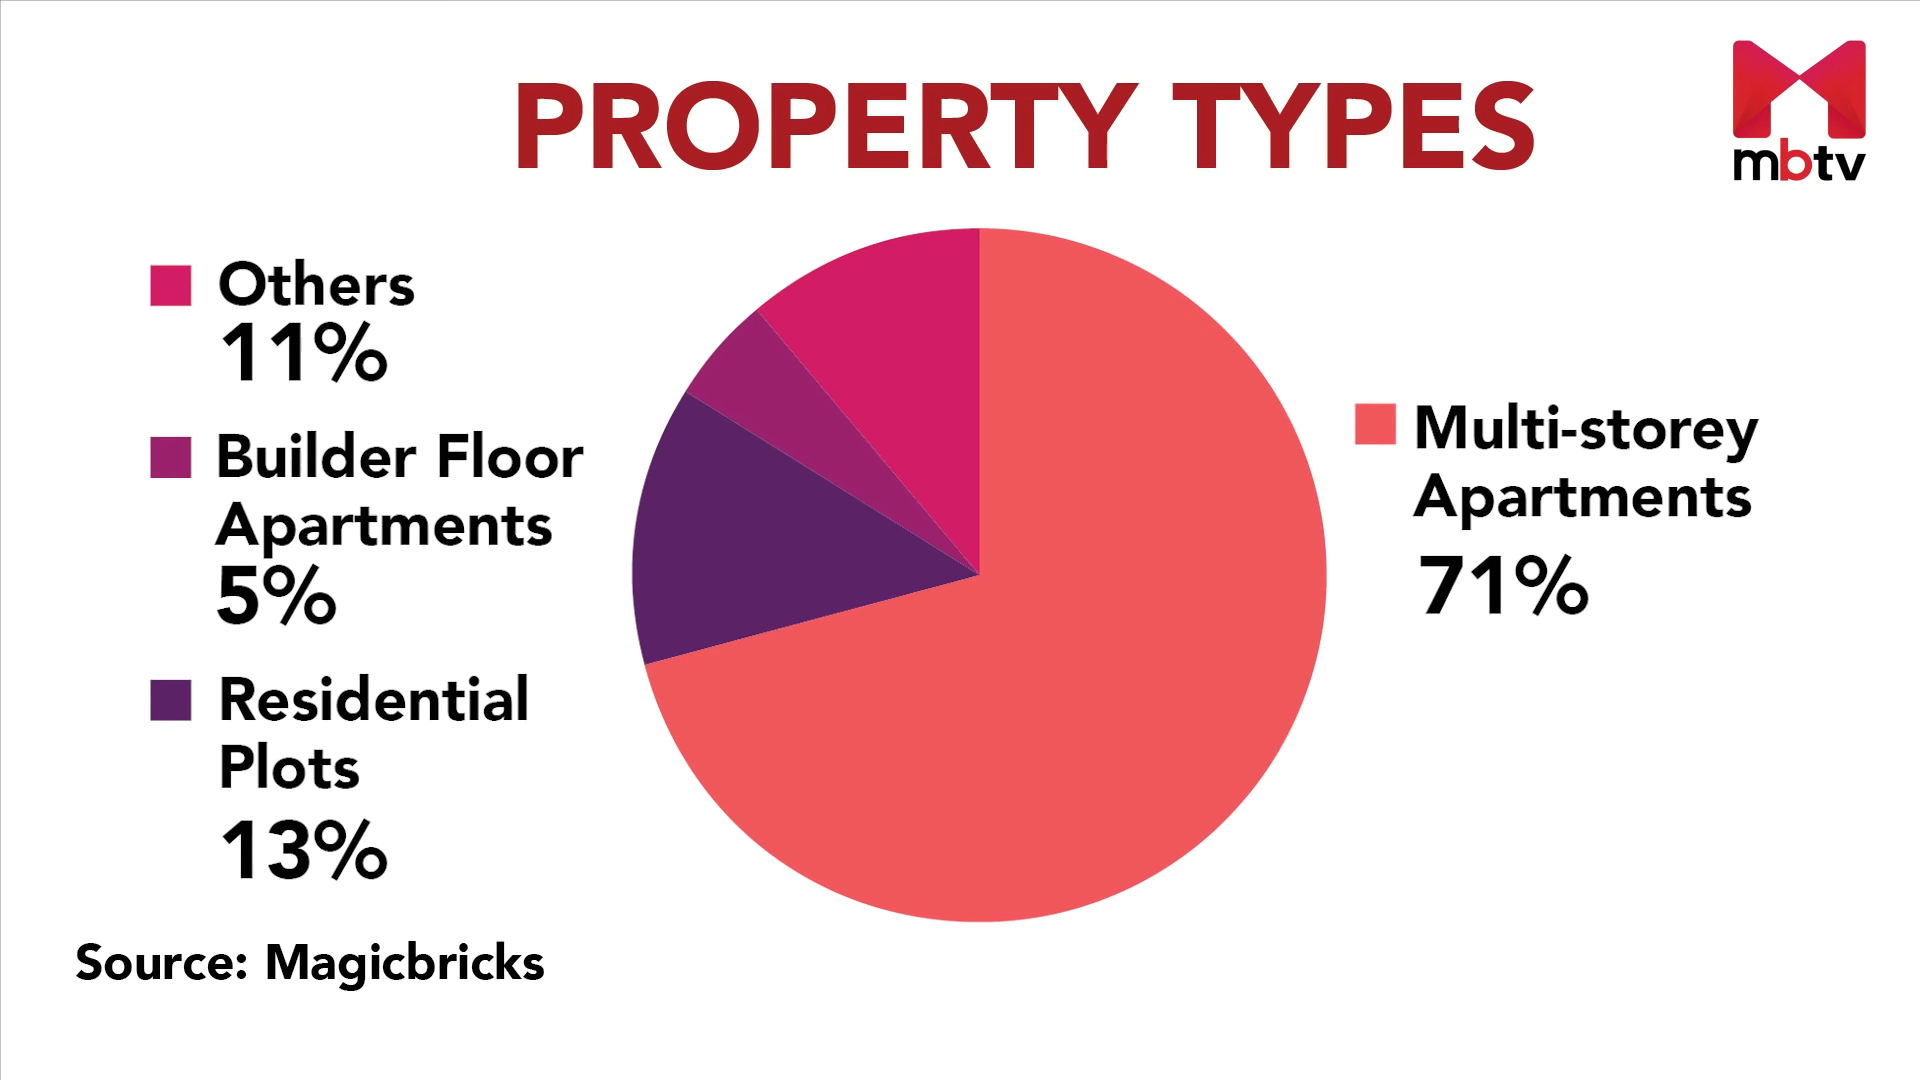 PROPERTY TYPES
mbtv
Others
11%
Builder Floor
Apartments
5%
Residential
Plots
13%
Multi-storey
Apartments
71%
Source: Magicbricks